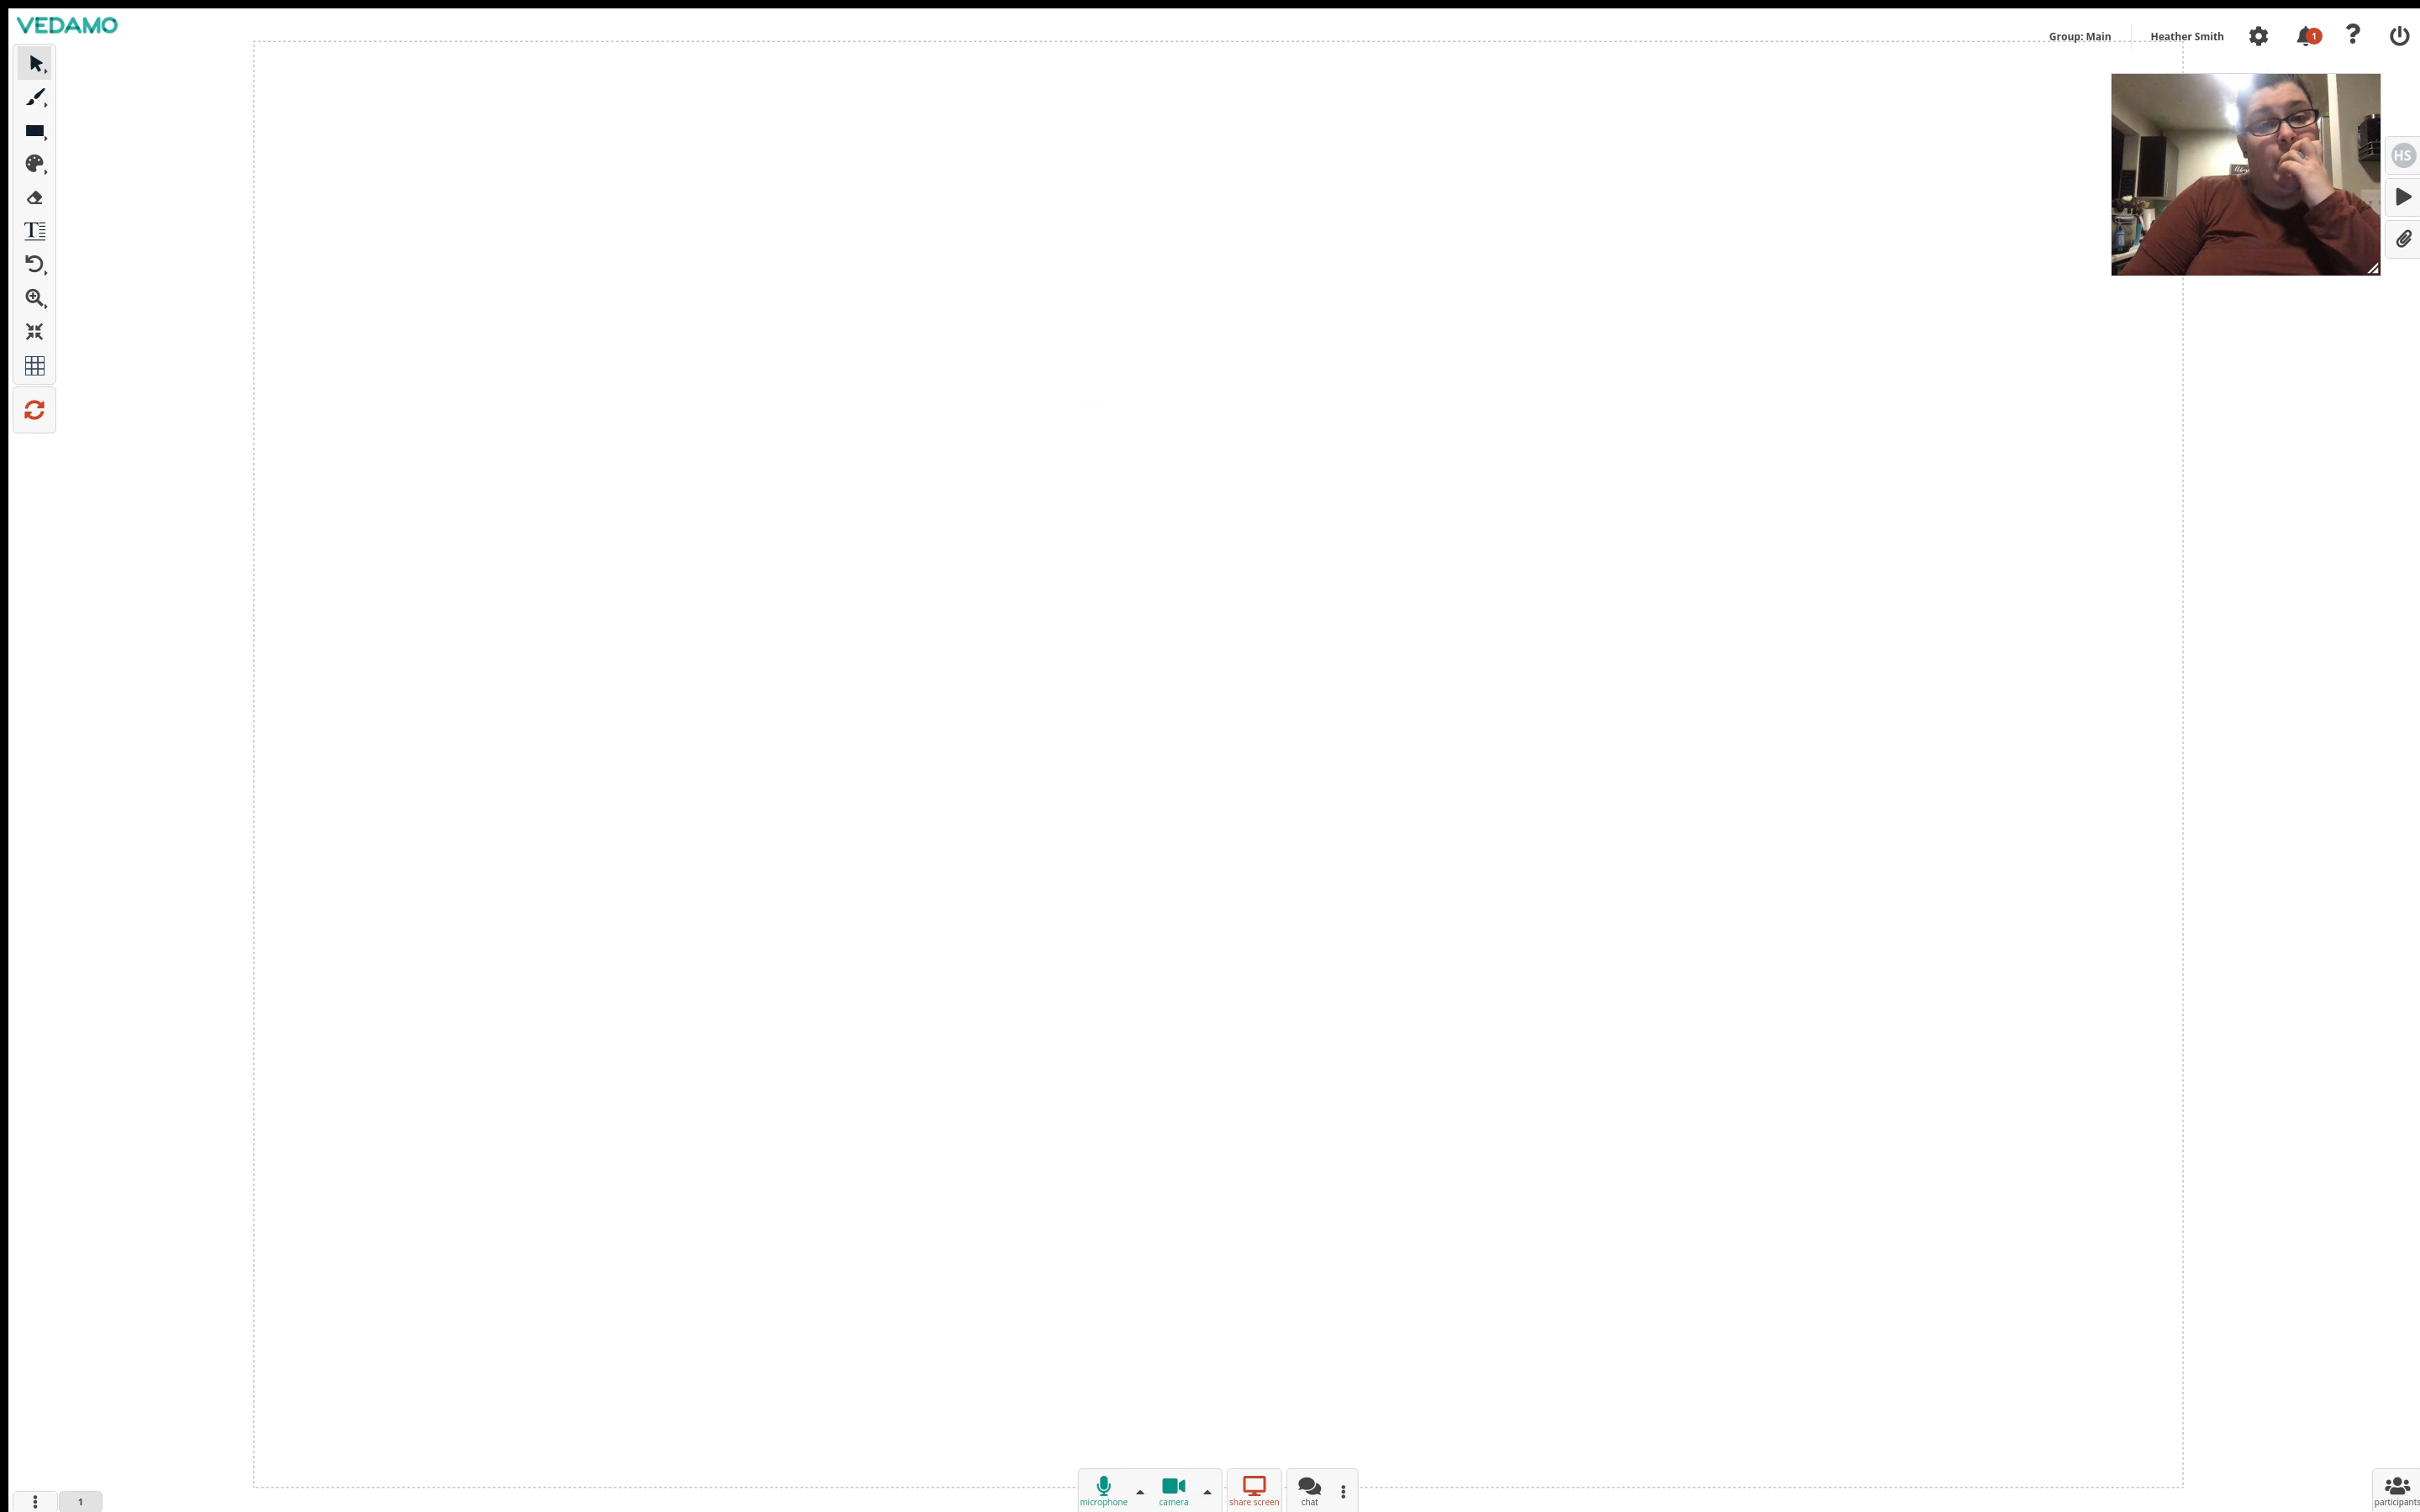 VEDAMO
Group: Main
Heather Smith
1
HS
T
microphone
camera
share screen
chat
participants
1